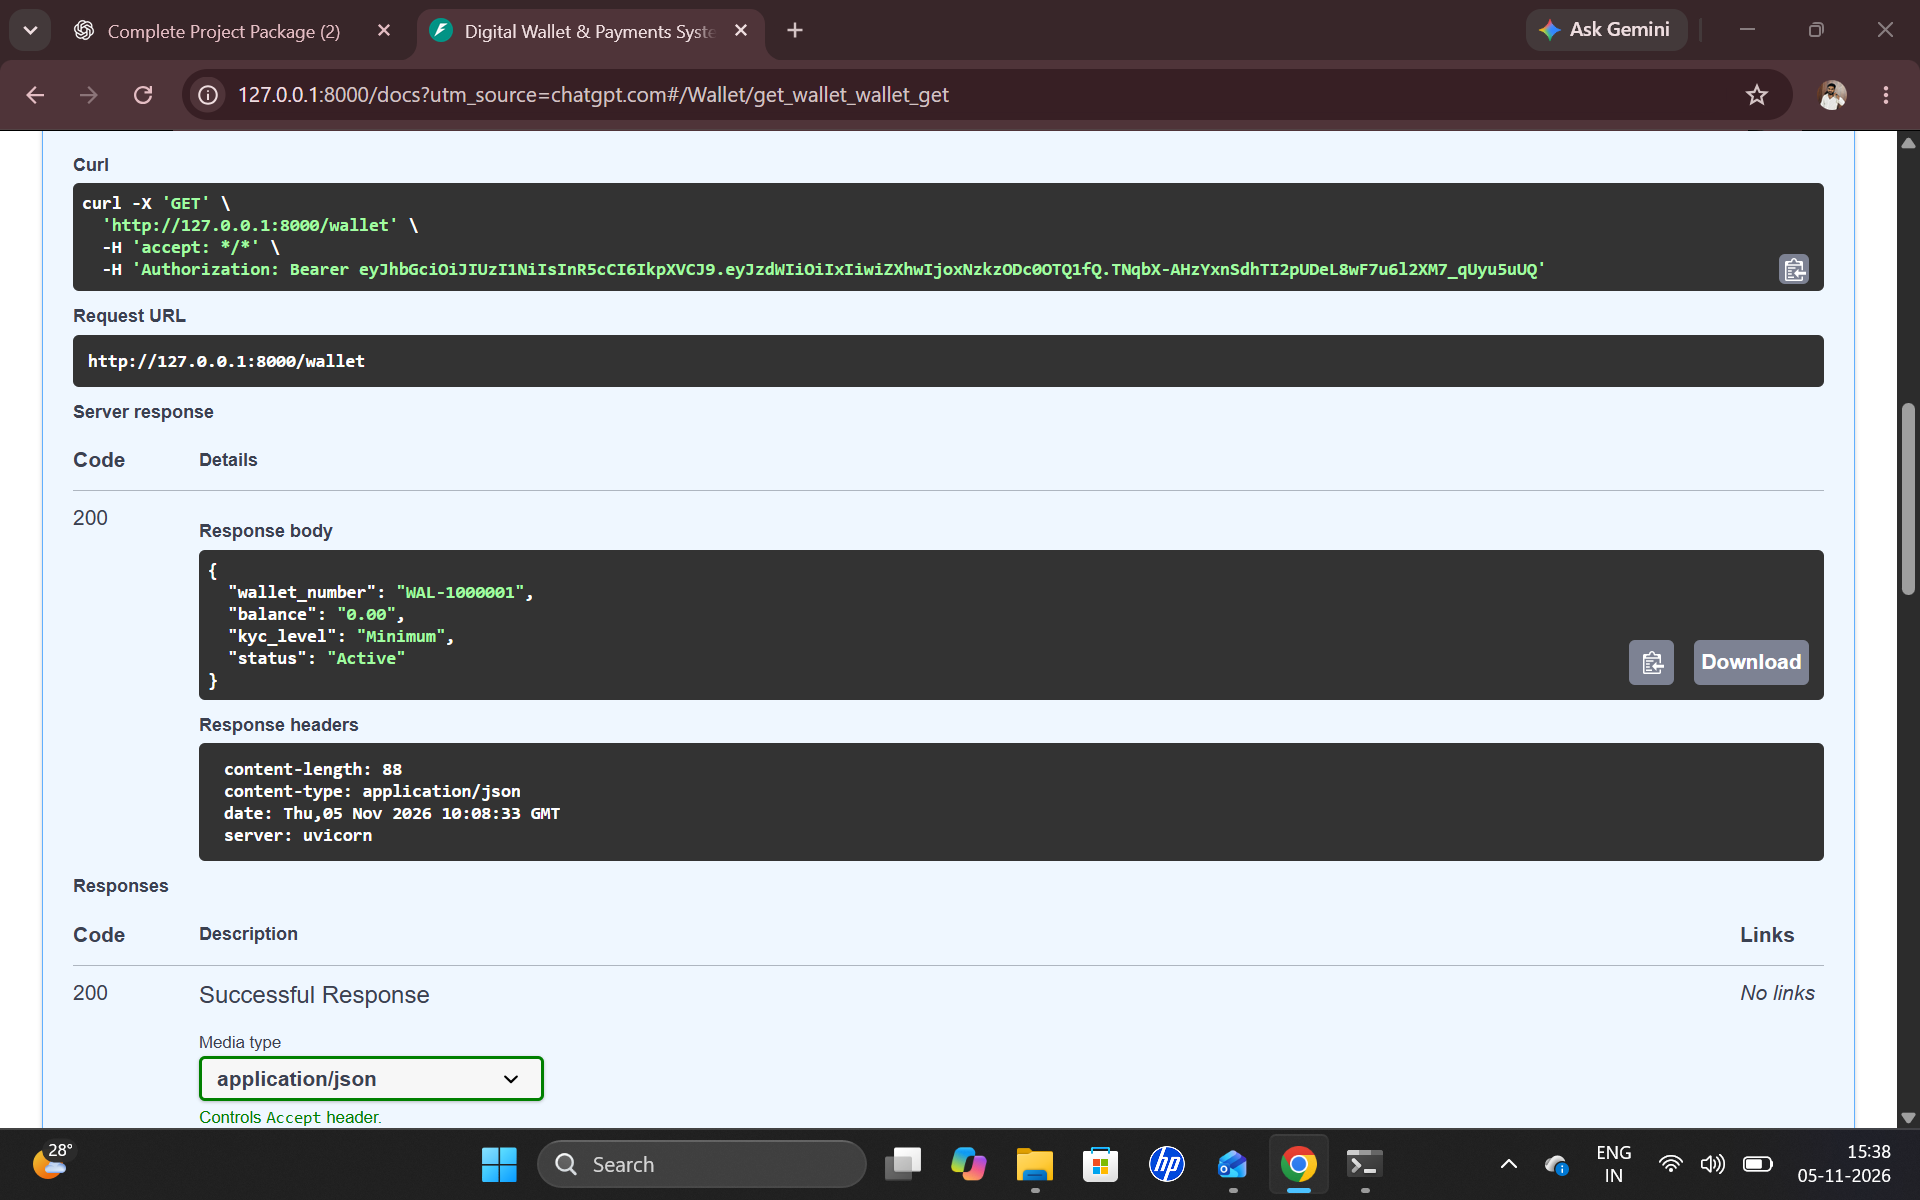 Complete Project Package (2)
Digital Wallet & Payments Syste
Ask Gemini
127.0.0.1:8000/docs?utm_source=chatgpt.com#/Wallet/get_wallet_wallet_get
Curl
curl -X 'GET' \
'http://127.0.0.1:8000/wallet' \
-H 'accept: */*' \
-H 'Authorization: Bearer eyJhbGciOiJIUzI1NiIsInR5cCI6IkpXVCJ9.eyJzdWIiOiIxIiwiZXhwIjoxNzkzODc0OTQ1fQ.TNqbX-AHzYxnSdhTI2pUDeL8wF7u6l2XM7_qUyu5uUQ'
Request URL
http://127.0.0.1:8000/wallet
Server response
Code Details
200
Response body
{
"wallet_number": "WAL-1000001",
"balance": "0.00",
"kyc_level": "Minimum",
"status": "Active"
}
Download
Response headers
content-length: 88
content-type: application/json
date: Thu,05 Nov 2026 10:08:33 GMT
server: uvicorn
Responses
Code Description Links
200 Successful Response No links
Media type
application/json
Controls Accept header.
28°
Search
hp
ENG
IN
15:38
05-11-2026